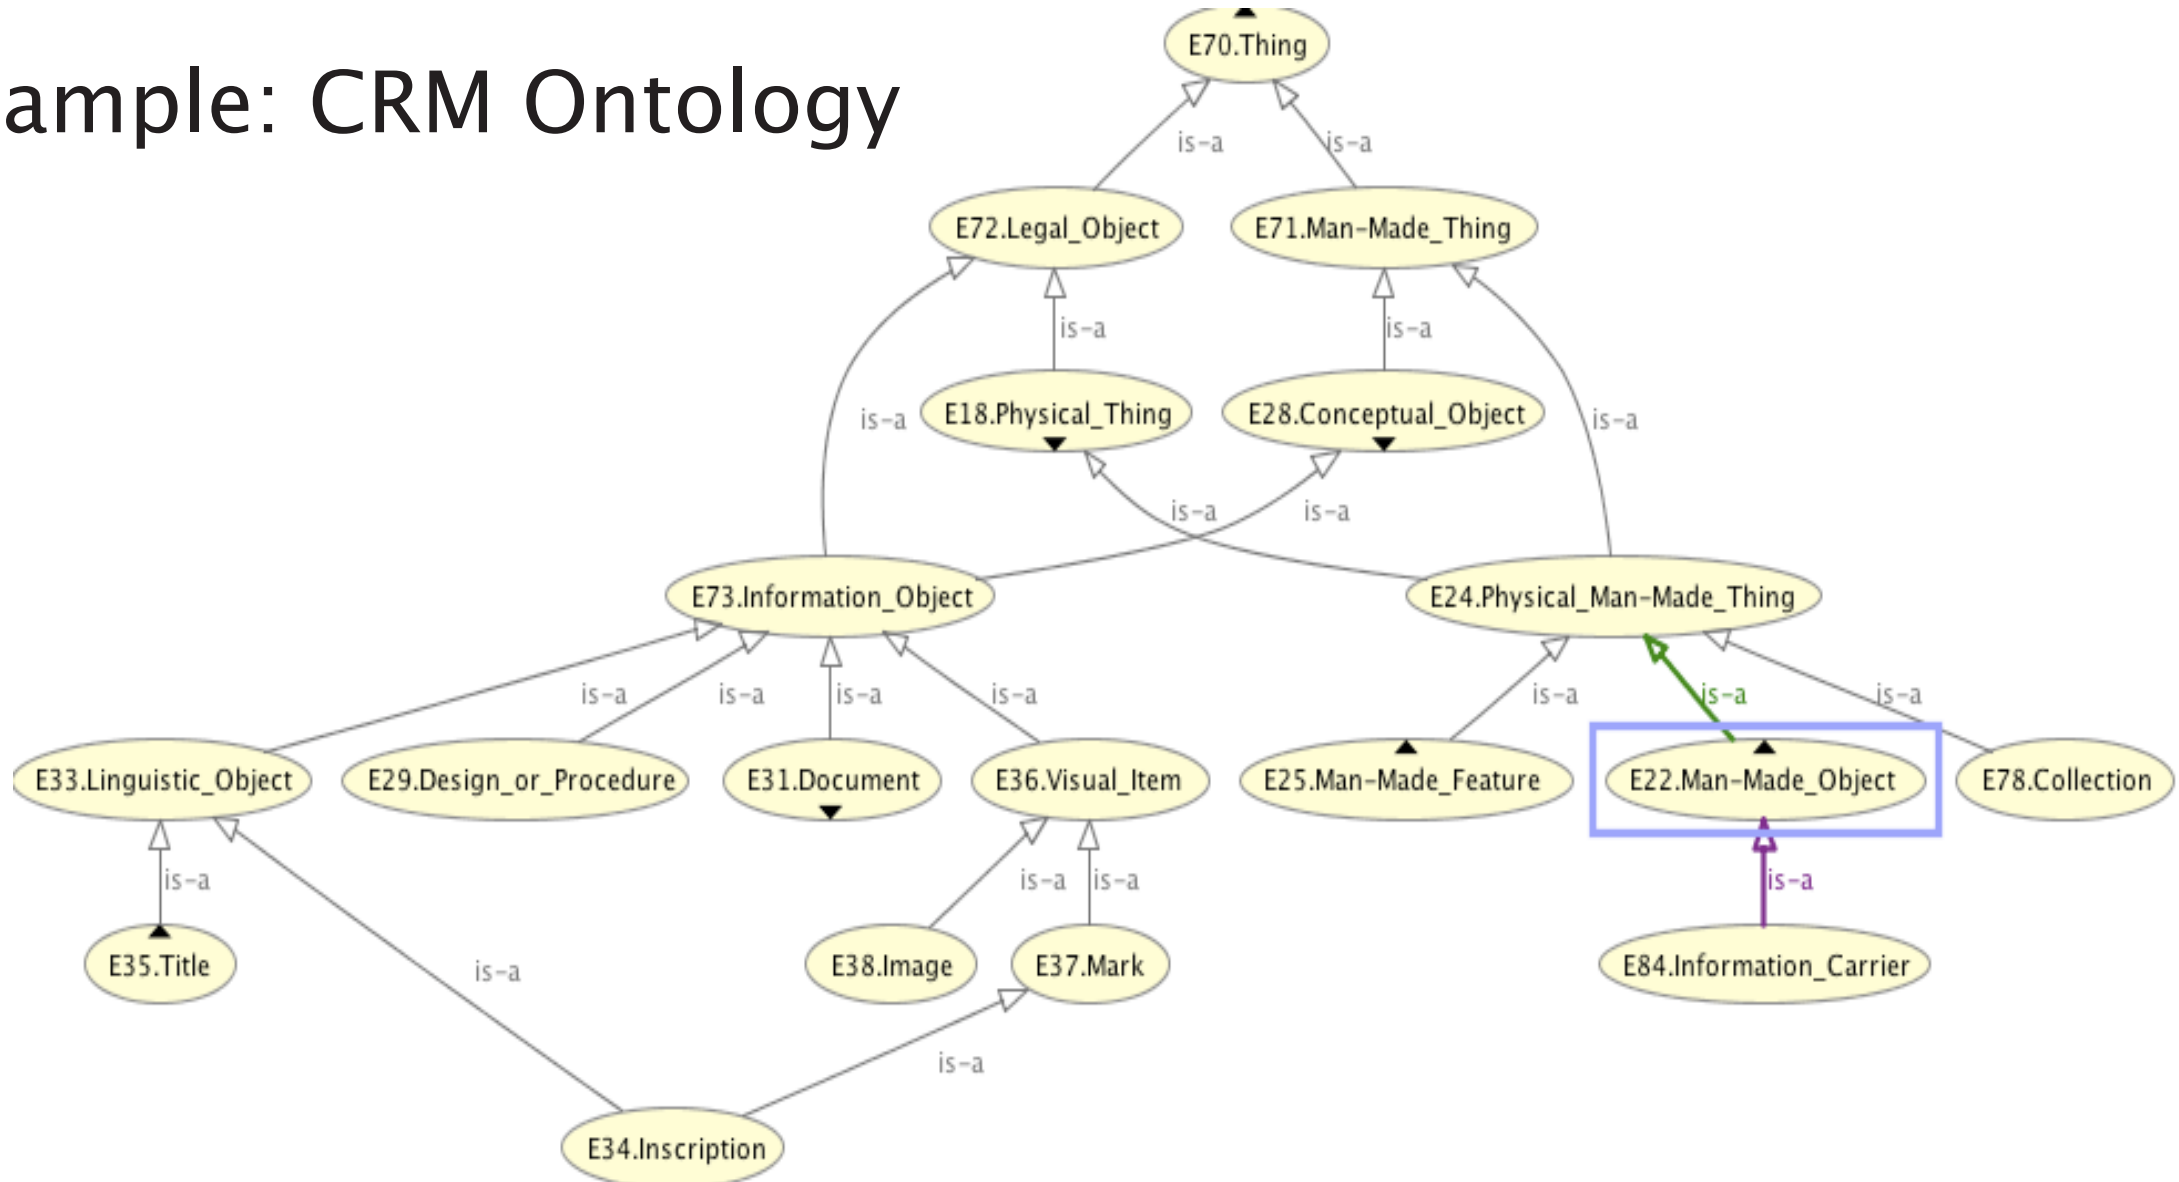 E70.Thing
ample: CRM Ontology
is-a
is-a
E72.Legal_Object
E71.Man-Made_Thing
is-a
is-a
E18.Physical_Thing
E28.Conceptual_Object
is-a
is-a
is-a
is-a
E73.Information_Object
E24.Physical_Man-Made_Thing
is-a
is-a
is-a
is-a
is-a
is-a
is-a
E33.Linguistic_Object
E29.Design_or_Procedure
E31.Document
E36.Visual_Item
E25.Man-Made_Feature
E22.Man-Made_Object
E78.Collection
is-a
is-a
is-a
is-a
E35.Title
E38.Image
E37.Mark
E84.Information_Carrier
is-a
is-a
E34.Inscription